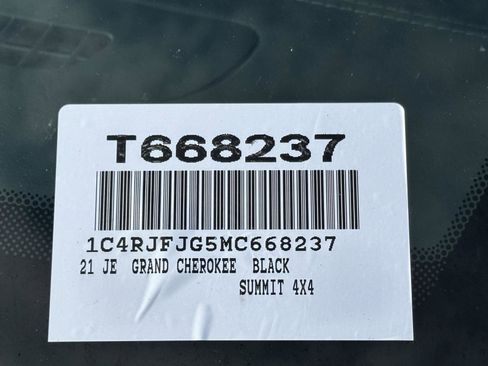 T668237
1C4RJFJG5MC668237
21 JE GRAND CHEROKEE BLACK
SUMMIT 4X4